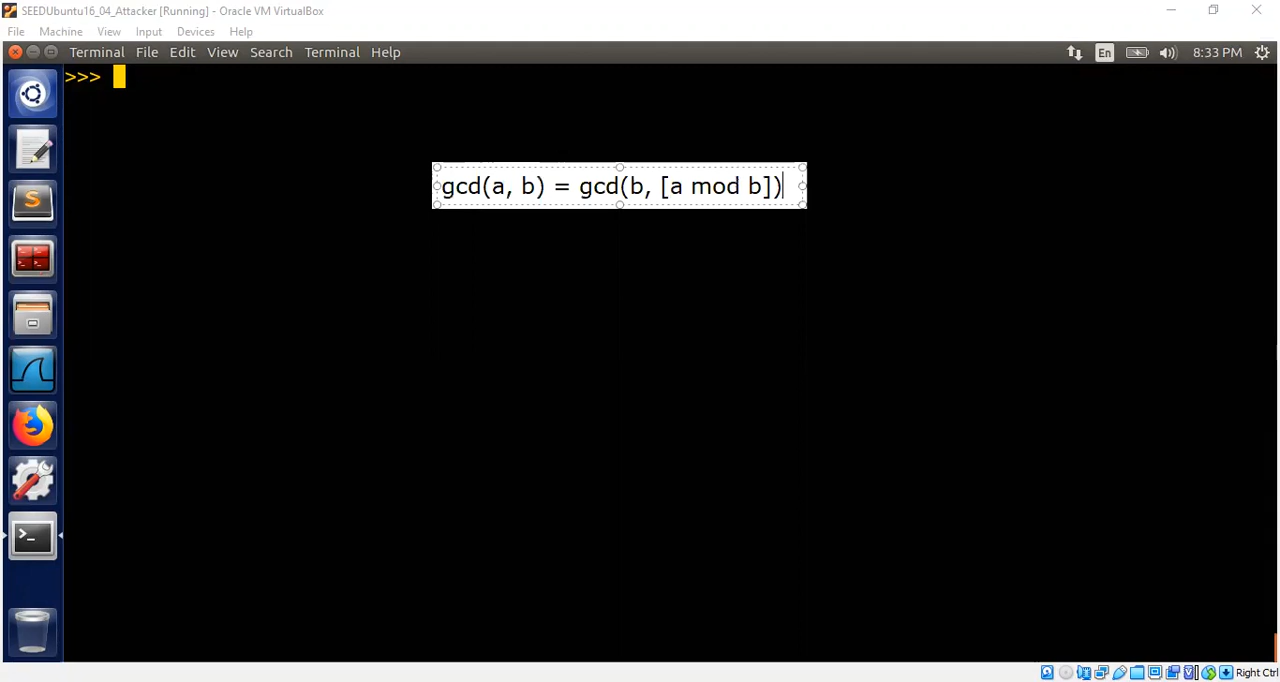 SEEDUbuntu16_04_Attacker [Running] - Oracle VM VirtualBox
File Machine View Input Devices Help
Terminal File Edit View Search Terminal Help En 8:33 PM
>>>
gcd(a, b) = gcd(b, [a mod b])
Right Ctrl